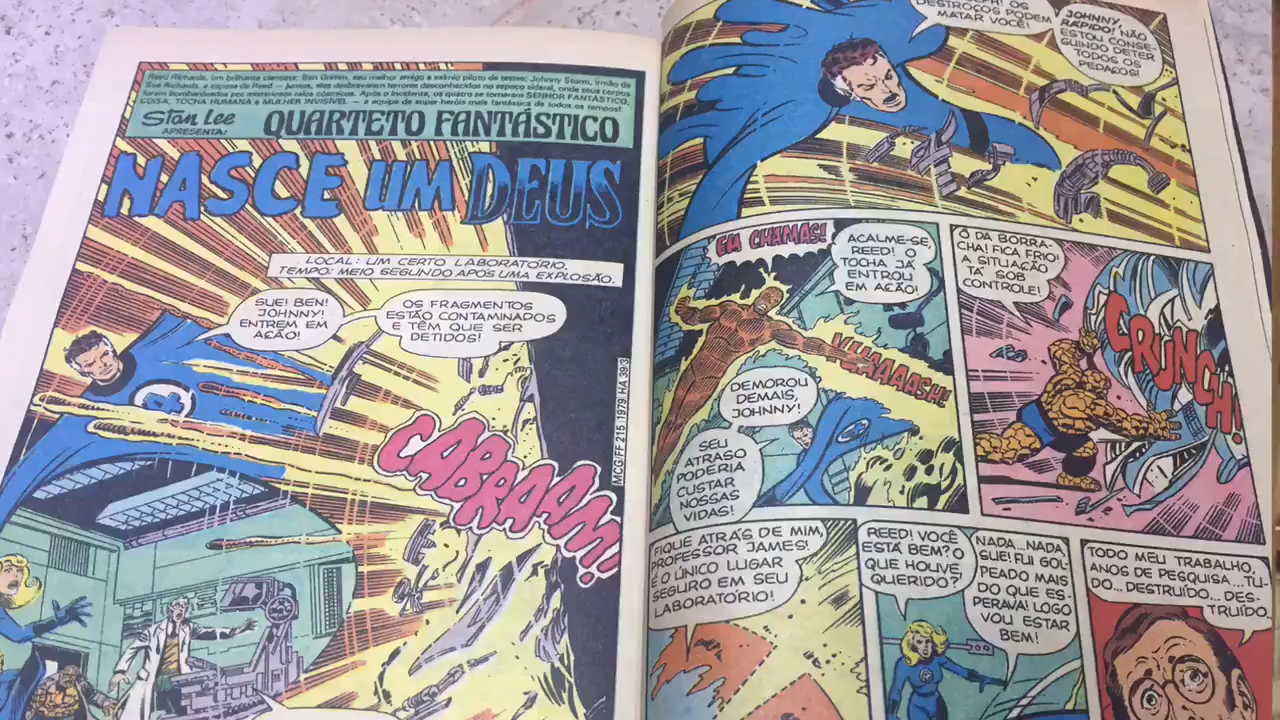 Reed Richards, um brilhante cientista; Ben Grimm, seu melhor amigo e exímio piloto de testes; Johnny Storm, irmão de
Sue Richards, a esposa de Reed — juntos, eles desbravaram terrores desconhecidos no espaço sideral, onde seus corpos
foram bombardeados por misteriosos raios cósmicos. Após o incidente, os quatro se tornaram SENHOR FANTÁSTICO,
COISA, TOCHA HUMANA e MULHER INVISÍVEL — a equipe de super-heróis mais fantástica de todos os tempos!
Stan Lee
APRESENTA:
QUARTETO FANTÁSTICO
NASCE UM DEUS
LOCAL: UM CERTO LABORATÓRIO.
TEMPO: MEIO SEGUNDO APÓS UMA EXPLOSÃO.
SUE! BEN!
JOHNNY!
ENTREM EM
AÇÃO!
OS FRAGMENTOS
ESTÃO CONTAMINADOS
E TÊM QUE SER
DETIDOS!
CABRAAM!
MCG/FF 215/1979 HA 39/3
OS
DESTROÇOS PODEM
MATAR VOCÊ!
JOHNNY,
RÁPIDO! NÃO
ESTOU CONSE-
GUINDO DETER
TODOS OS
PEDAÇOS!
EM CHAMAS!
ACALME-SE,
REED! O
TOCHA JÁ
ENTROU
EM AÇÃO!
VUAAAASH!
DEMOROU
DEMAIS,
JOHNNY!
SEU
ATRASO
PODERIA
CUSTAR
NOSSAS
VIDAS!
Ô DA BORRA-
CHA! FICA FRIO!
A SITUAÇÃO
TÁ SOB
CONTROLE!
CRUNCH!
FIQUE ATRÁS DE MIM,
PROFESSOR JAMES!
É O ÚNICO LUGAR
SEGURO EM SEU
LABORATÓRIO!
REED! VOCÊ
ESTÁ BEM? O
QUE HOUVE,
QUERIDO?
NADA...NADA,
SUE! FUI GOL-
PEADO MAIS
DO QUE ES-
PERAVA! LOGO
VOU ESTAR
BEM!
TODO MEU TRABALHO,
ANOS DE PESQUISA...TU-
DO...DESTRUÍDO...DES-
TRUÍDO.